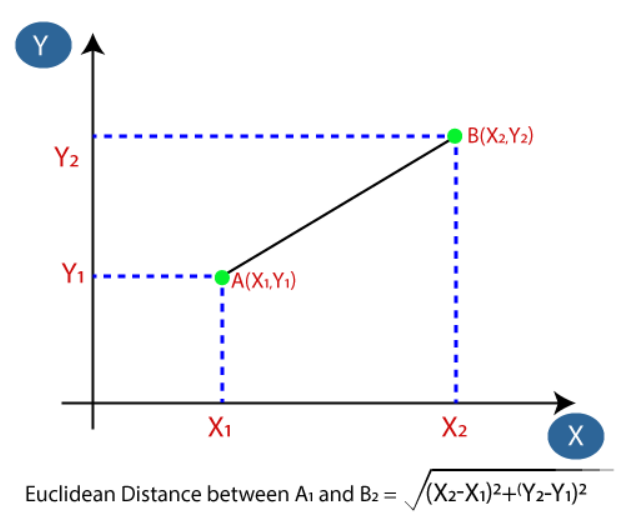 Y
B(X₂,Y₂)
Y₂
Y₁
A(X₁,Y₁)
X₁
X₂
X
Euclidean Distance between A₁ and B₂ = √(X₂-X₁)²+(Y₂-Y₁)²